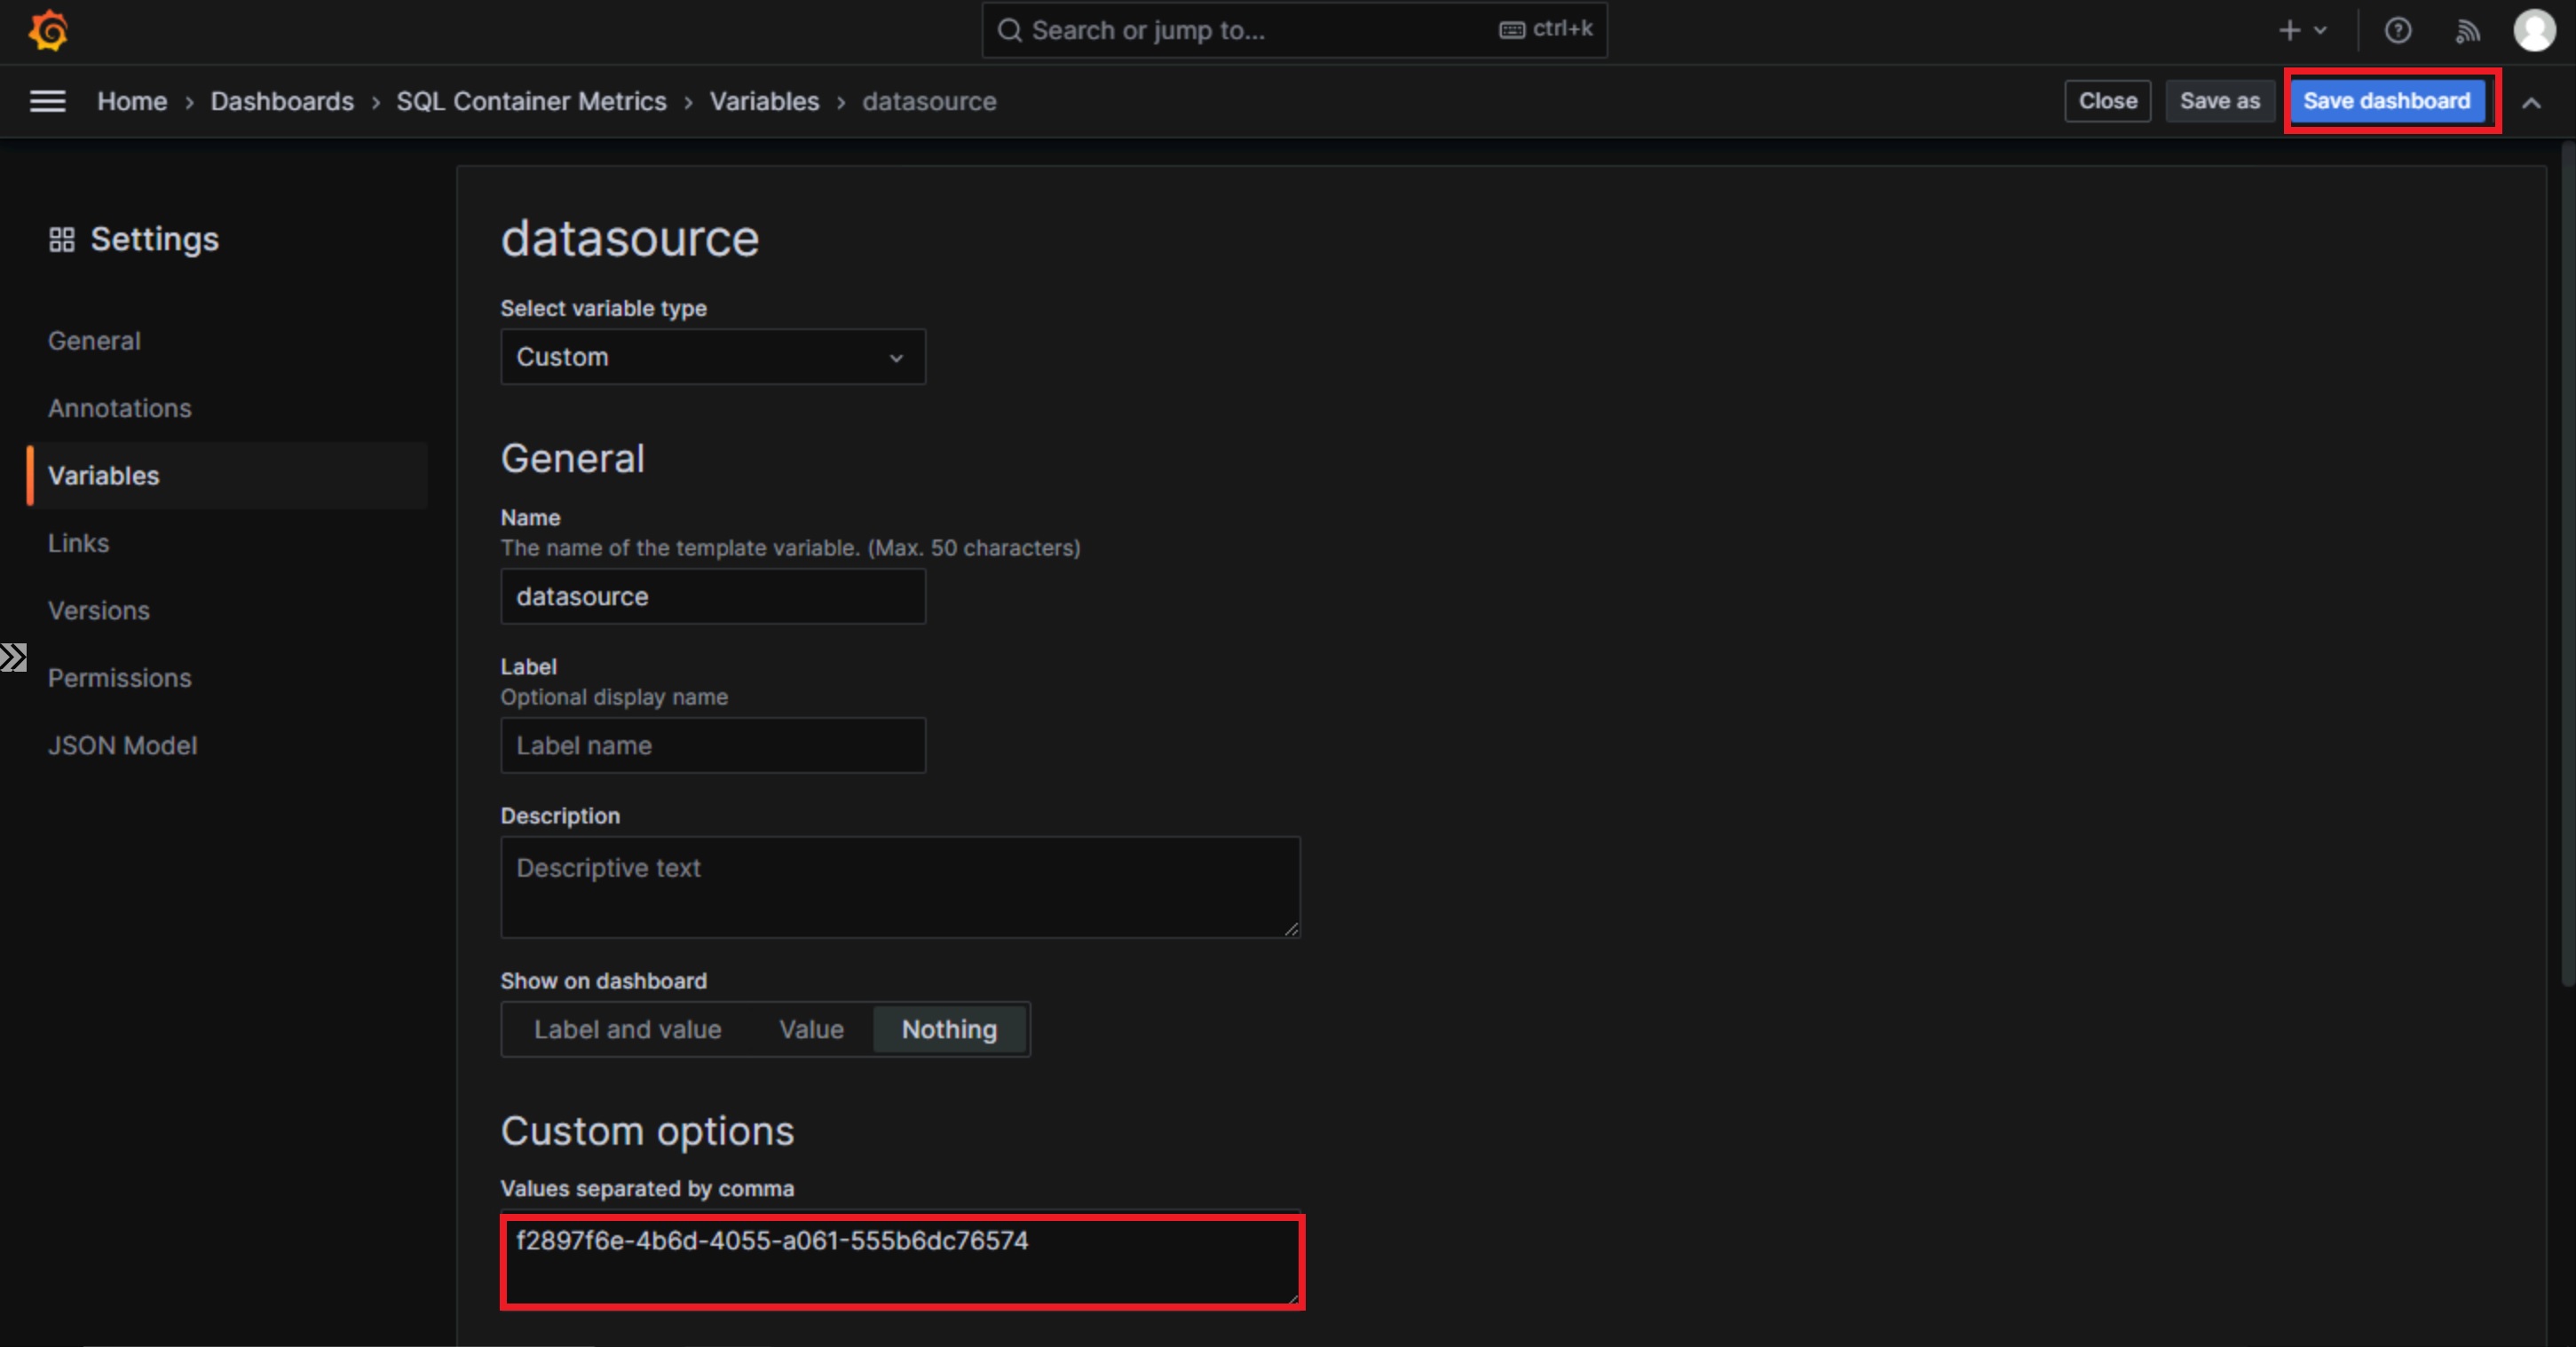 Search or jump to... ctrl+k
Home › Dashboards › SQL Container Metrics › Variables › datasource
Close Save as Save dashboard
Settings
General
Annotations
Variables
Links
Versions
Permissions
JSON Model
datasource
Select variable type
Custom
General
Name
The name of the template variable. (Max. 50 characters)
datasource
Label
Optional display name
Label name
Description
Descriptive text
Show on dashboard
Label and value Value Nothing
Custom options
Values separated by comma
f2897f6e-4b6d-4055-a061-555b6dc76574